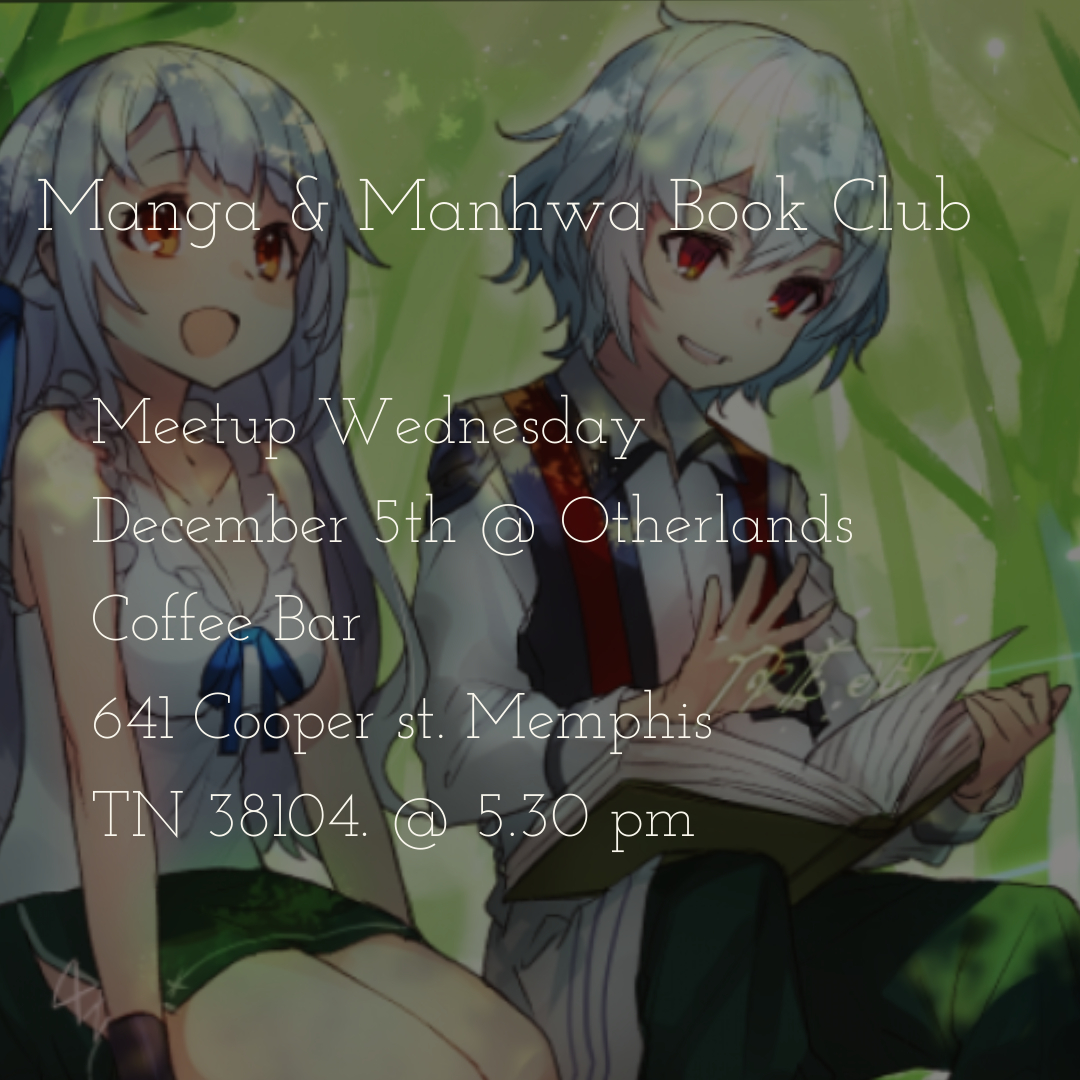 Manga & Manhwa Book Club
Meetup Wednesday
December 5th @ Otherlands
Coffee Bar
641 Cooper st. Memphis
TN 38104. @ 5.30 pm